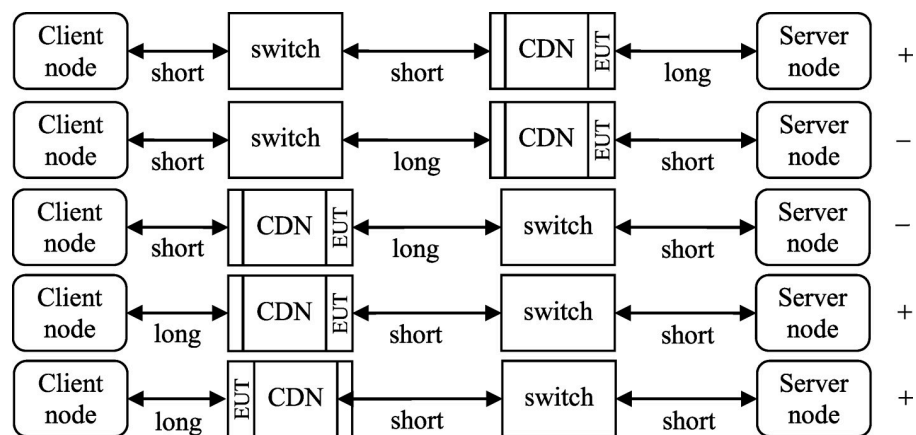 Client node short switch short CDN EUT long Server node +
Client node short switch long CDN EUT short Server node −
Client node short CDN EUT long switch short Server node −
Client node long CDN EUT short switch short Server node +
Client node long EUT CDN short switch short Server node +